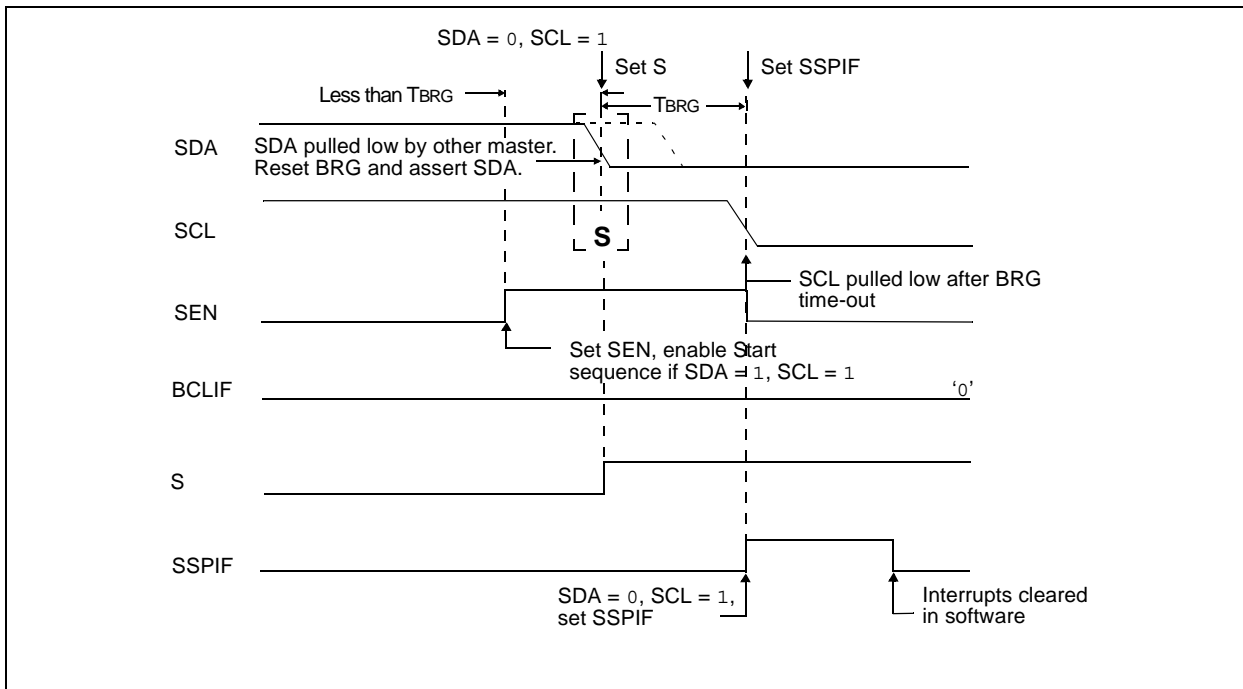 SDA = 0, SCL = 1
Set S
Set SSPIF
Less than TBRG
TBRG
SDA
SDA pulled low by other master.
Reset BRG and assert SDA.
SCL
S
SCL pulled low after BRG
time-out
SEN
Set SEN, enable Start
sequence if SDA = 1, SCL = 1
BCLIF
‘0’
S
SSPIF
SDA = 0, SCL = 1,
set SSPIF
Interrupts cleared
in software